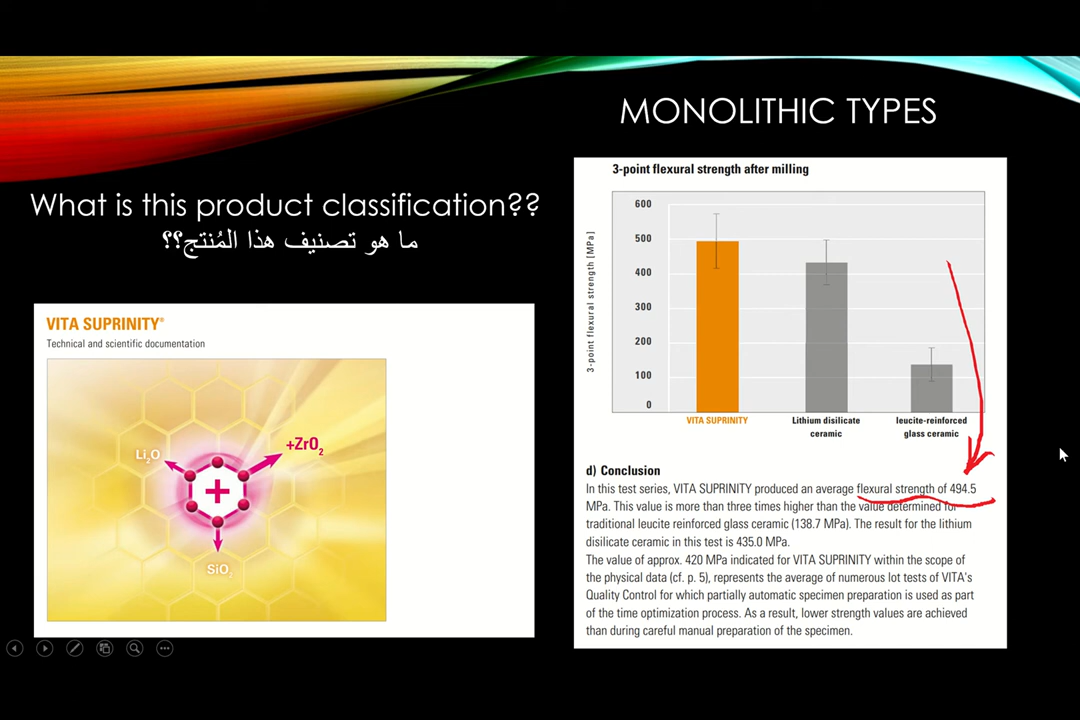 MONOLITHIC TYPES
What is this product classification??
ما هو تصنيف هذا المُنتج؟؟
VITA SUPRINITY®
Technical and scientific documentation
Li2O
+ZrO2
+
SiO2
3-point flexural strength after milling
3-point flexural strength [MPa]
600
500
400
300
200
100
0
VITA SUPRINITY
Lithium disilicate
ceramic
leucite-reinforced
glass ceramic
d) Conclusion
In this test series, VITA SUPRINITY produced an average flexural strength of 494.5
MPa. This value is more than three times higher than the value determined for
traditional leucite reinforced glass ceramic (138.7 MPa). The result for the lithium
disilicate ceramic in this test is 435.0 MPa.
The value of approx. 420 MPa indicated for VITA SUPRINITY within the scope of
the physical data (cf. p. 5), represents the average of numerous lot tests of VITA's
Quality Control for which partially automatic specimen preparation is used as part
of the time optimization process. As a result, lower strength values are achieved
than during careful manual preparation of the specimen.